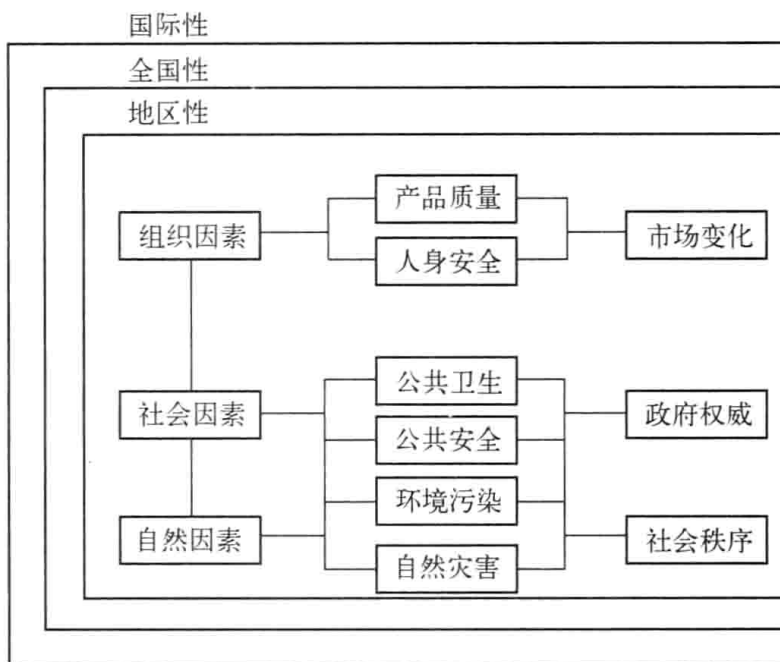 国际性
全国性
地区性
产品质量
组织因素
市场变化
人身安全
公共卫生
社会因素
政府权威
公共安全
环境污染
自然因素
社会秩序
自然灾害